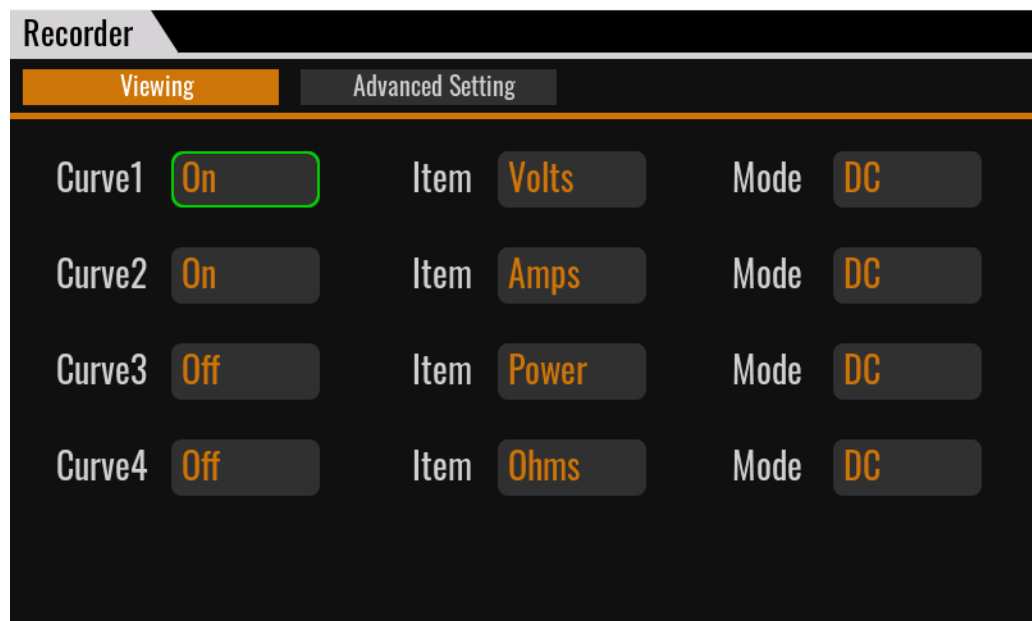 Recorder
Viewing Advanced Setting
Curve1 On Item Volts Mode DC
Curve2 On Item Amps Mode DC
Curve3 Off Item Power Mode DC
Curve4 Off Item Ohms Mode DC